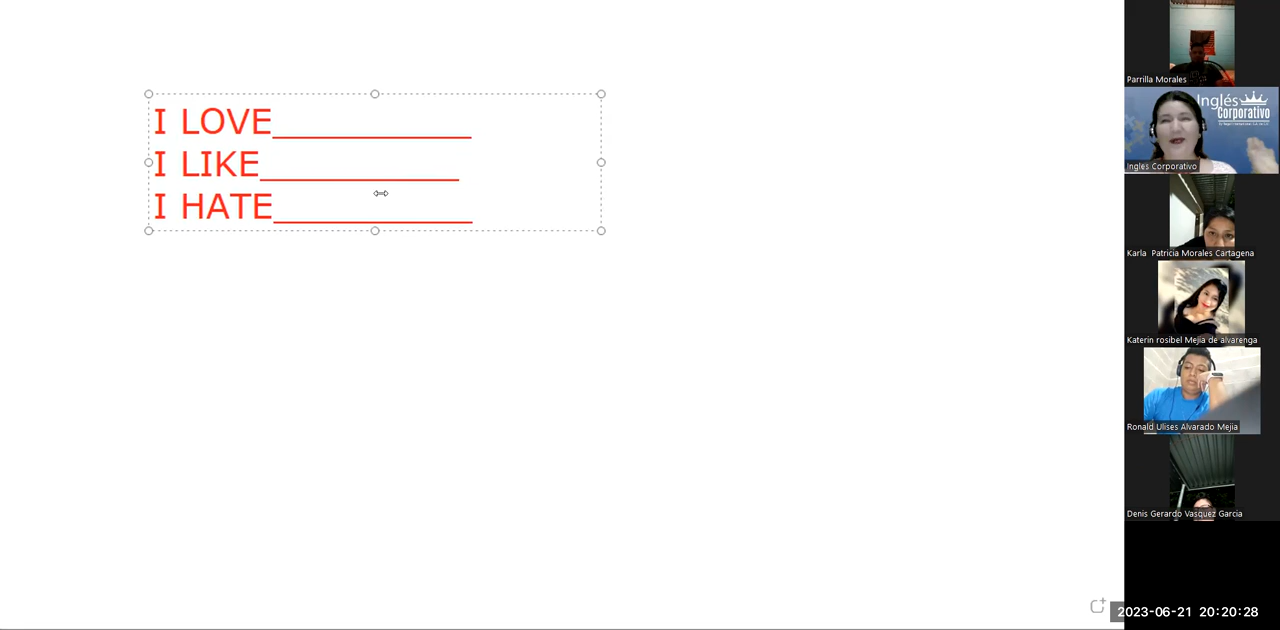 I LOVE___________
I LIKE___________
I HATE___________
Parrilla Morales
Inglés
Corporativo
Ingles Corporativo
Karla Patricia Morales Cartagena
Katerin rosibel Mejia de alvarenga
Ronald Ulises Alvarado Mejia
Denis Gerardo Vasquez Garcia
2023-06-21 20:20:28